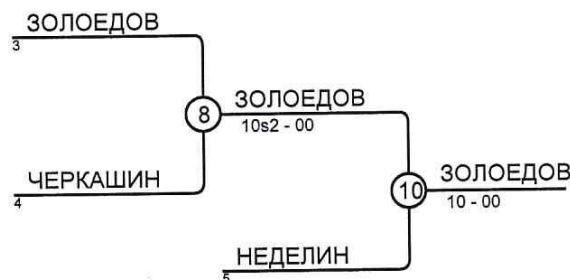 ЗОЛОЕДОВ
3
8
ЗОЛОЕДОВ
10s2 - 00
ЧЕРКАШИН
4
10
ЗОЛОЕДОВ
10 - 00
НЕДЕЛИН
5